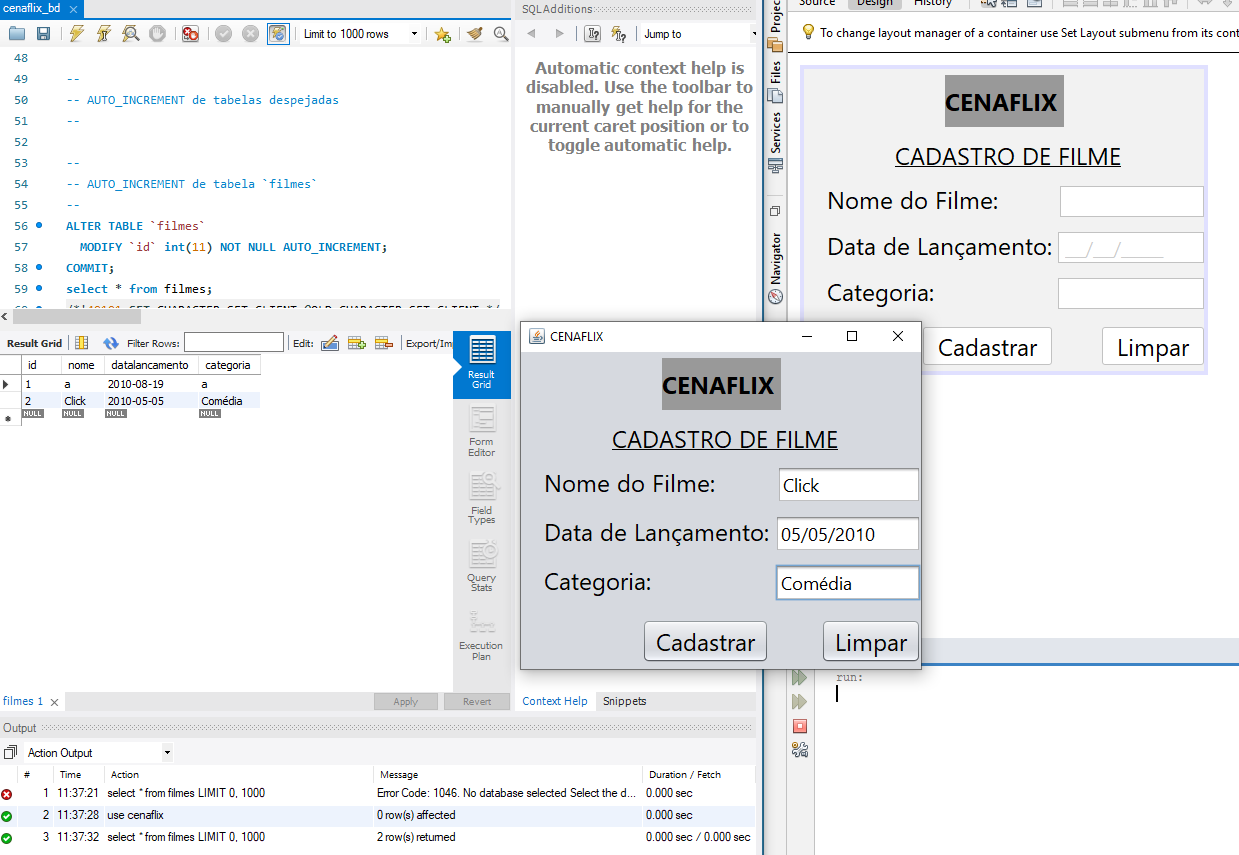 cenaflix_bd
Limit to 1000 rows
48
49 --
50 -- AUTO_INCREMENT de tabelas despejadas
51 --
52
53 --
54 -- AUTO_INCREMENT de tabela `filmes`
55 --
56 ALTER TABLE `filmes`
57 MODIFY `id` int(11) NOT NULL AUTO_INCREMENT;
58 COMMIT;
59 select * from filmes;
Result Grid Filter Rows: Edit: Export/Im
id nome datalancamento categoria
1 a 2010-08-19 a
2 Click 2010-05-05 Comédia
NULL NULL NULL NULL
Result
Grid
Form
Editor
Field
Types
Query
Stats
Execution
Plan
filmes 1
Apply Revert
SQLAdditions
Jump to
Automatic context help is
disabled. Use the toolbar to
manually get help for the
current caret position or to
toggle automatic help.
Context Help Snippets
Output
Action Output
# Time Action Message Duration / Fetch
1 11:37:21 select * from filmes LIMIT 0, 1000 Error Code: 1046. No database selected Select the d... 0.000 sec
2 11:37:28 use cenaflix 0 row(s) affected 0.000 sec
3 11:37:32 select * from filmes LIMIT 0, 1000 2 row(s) returned 0.000 sec / 0.000 sec
Projec
Files
Services
Navigator
Source Design History
To change layout manager of a container use Set Layout submenu from its cont
CENAFLIX
CADASTRO DE FILME
Nome do Filme:
Data de Lançamento: __/__/____
Categoria:
Cadastrar Limpar
CENAFLIX
CENAFLIX
CADASTRO DE FILME
Nome do Filme: Click
Data de Lançamento: 05/05/2010
Categoria: Comédia
Cadastrar Limpar
run: